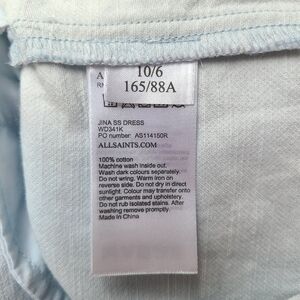 10/6
165/88A
JINA SS DRESS
WD341K
PO number: AS114150R
ALLSAINTS.COM
100% cotton
Machine wash inside out.
Wash dark colours separately.
Do not wring. Warm iron on
reverse side. Do not dry in direct
sunlight. Colour may transfer onto
other garments and upholstery.
Do not rub isolated stains. After
washing remove promptly.
Made in China